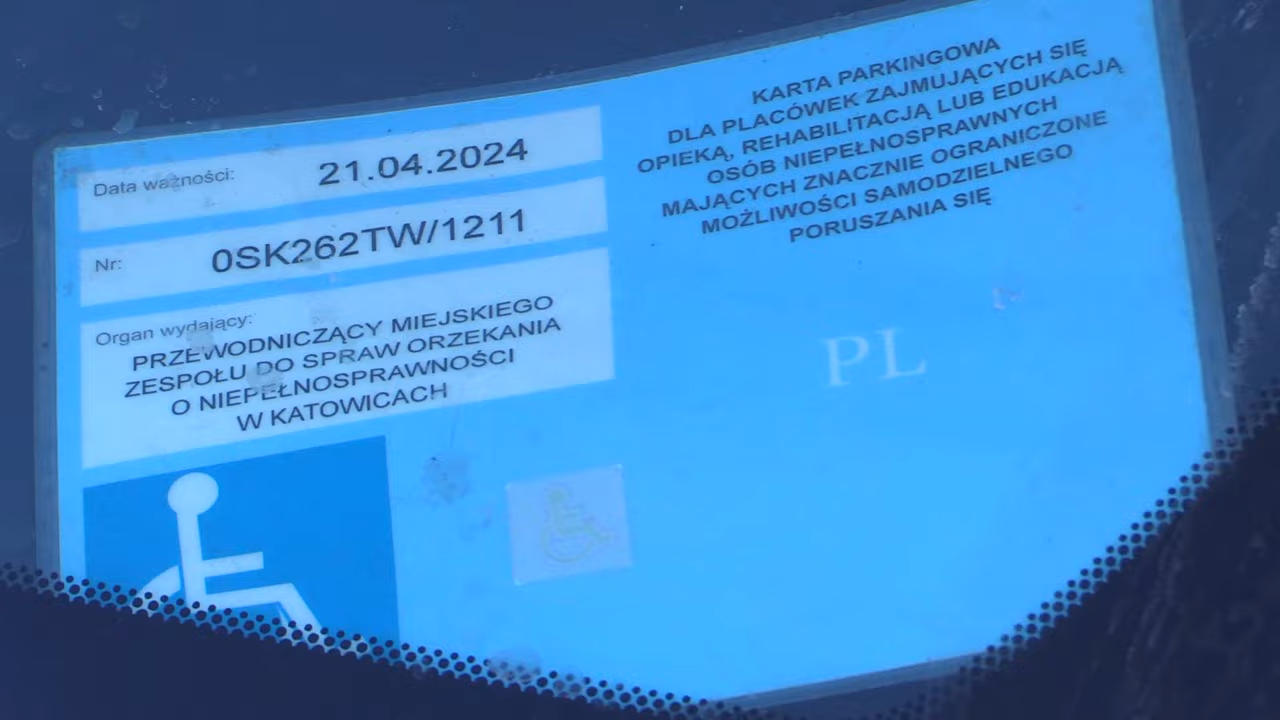 Data ważności: 21.04.2024
Nr: 0SK262TW/1211
Organ wydający:
PRZEWODNICZĄCY MIEJSKIEGO
ZESPOŁU DO SPRAW ORZEKANIA
O NIEPEŁNOSPRAWNOŚCI
W KATOWICACH
KARTA PARKINGOWA
DLA PLACÓWEK ZAJMUJĄCYCH SIĘ
OPIEKĄ, REHABILITACJĄ LUB EDUKACJĄ
OSÓB NIEPEŁNOSPRAWNYCH
MAJĄCYCH ZNACZNIE OGRANICZONE
MOŻLIWOŚCI SAMODZIELNEGO
PORUSZANIA SIĘ
PL